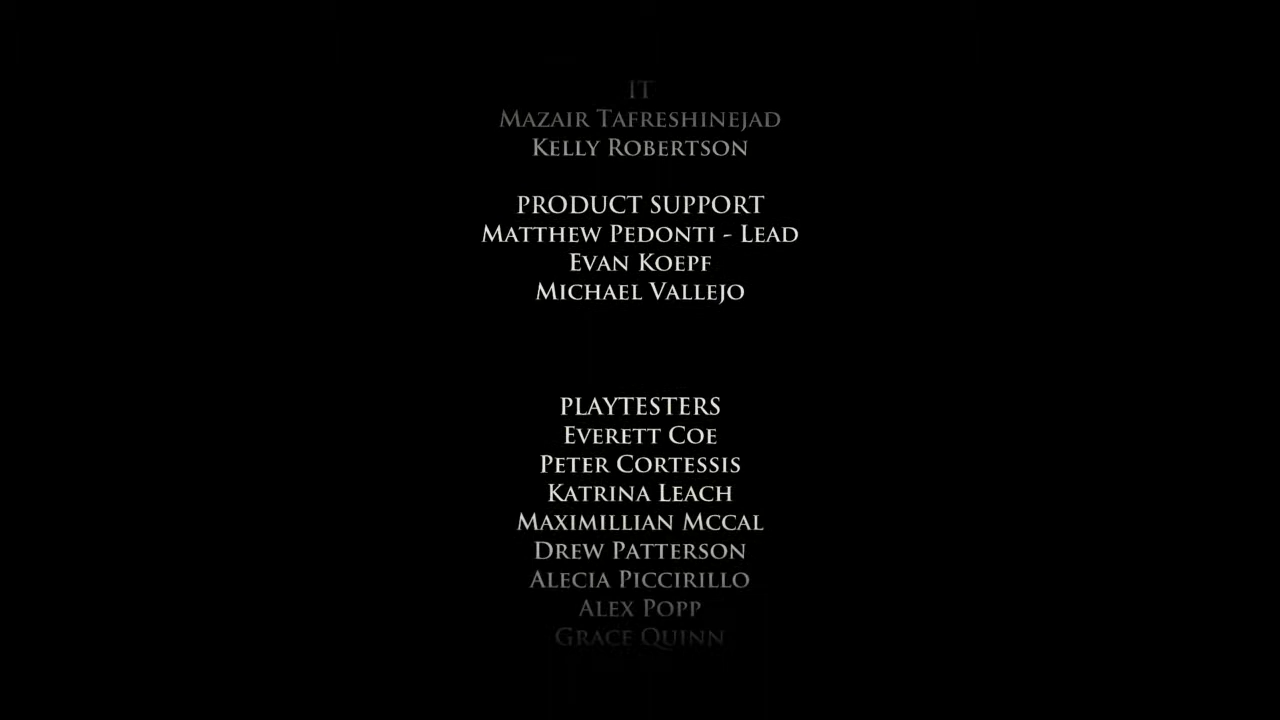 IT
Mazair Tafreshinejad
Kelly Robertson
PRODUCT SUPPORT
Matthew Pedonti - Lead
Evan Koepf
Michael Vallejo
PLAYTESTERS
Everett Coe
Peter Cortessis
Katrina Leach
Maximillian Mccal
Drew Patterson
Alecia Piccirillo
Alex Popp
Grace Quinn